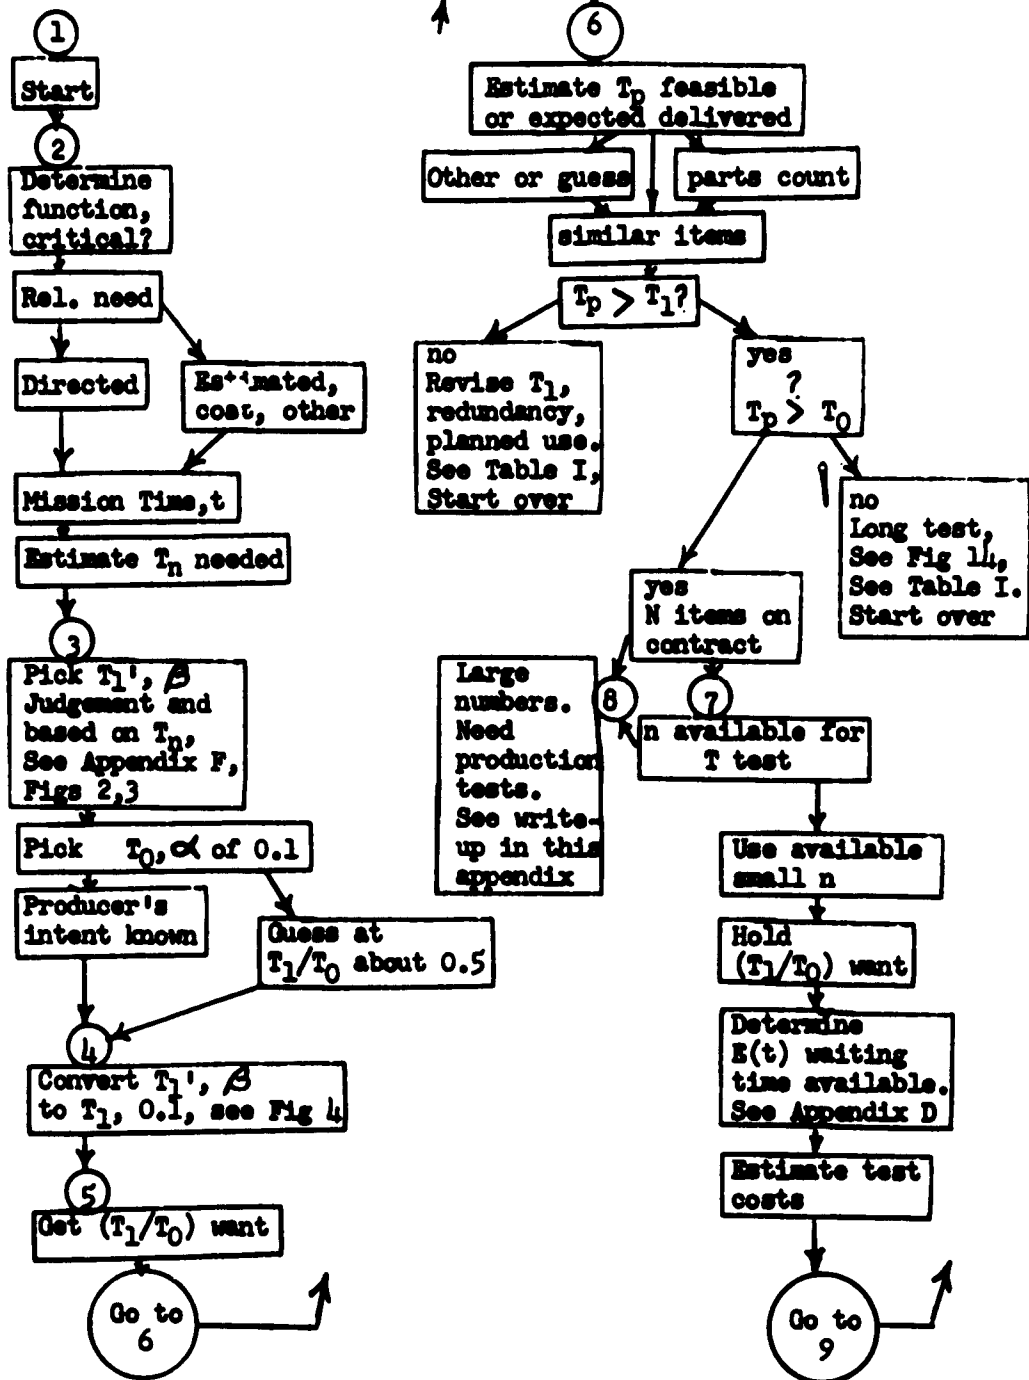 1
Start
2
Determine
function,
critical?
Rel. need
Directed
Estimated,
cost, other
Mission Time,t
Estimate Tn needed
3
Pick T1', β
Judgement and
based on Tn,
See Appendix F,
Figs 2,3
Pick T0,α of 0.1
Producer's
intent known
Guess at
T1/T0 about 0.5
4
Convert T1', β
to T1, 0.1, see Fig 4
5
Get (T1/T0) want
Go to
6
6
Estimate Tp feasible
or expected delivered
Other or guess
parts count
similar items
Tp > T1?
no
Revise T1,
redundancy,
planned use.
See Table I,
Start over
yes
?
Tp > T0
no
Long test,
See Fig 14,
See Table I.
Start over
yes
N items on
contract
8
7
Large
numbers.
Need
production
tests.
See write-
up in this
appendix
n available for
T test
Use available
small n
Hold
(T1/T0) want
Determine
E(t) waiting
time available.
See Appendix D
Estimate test
costs
Go to
9